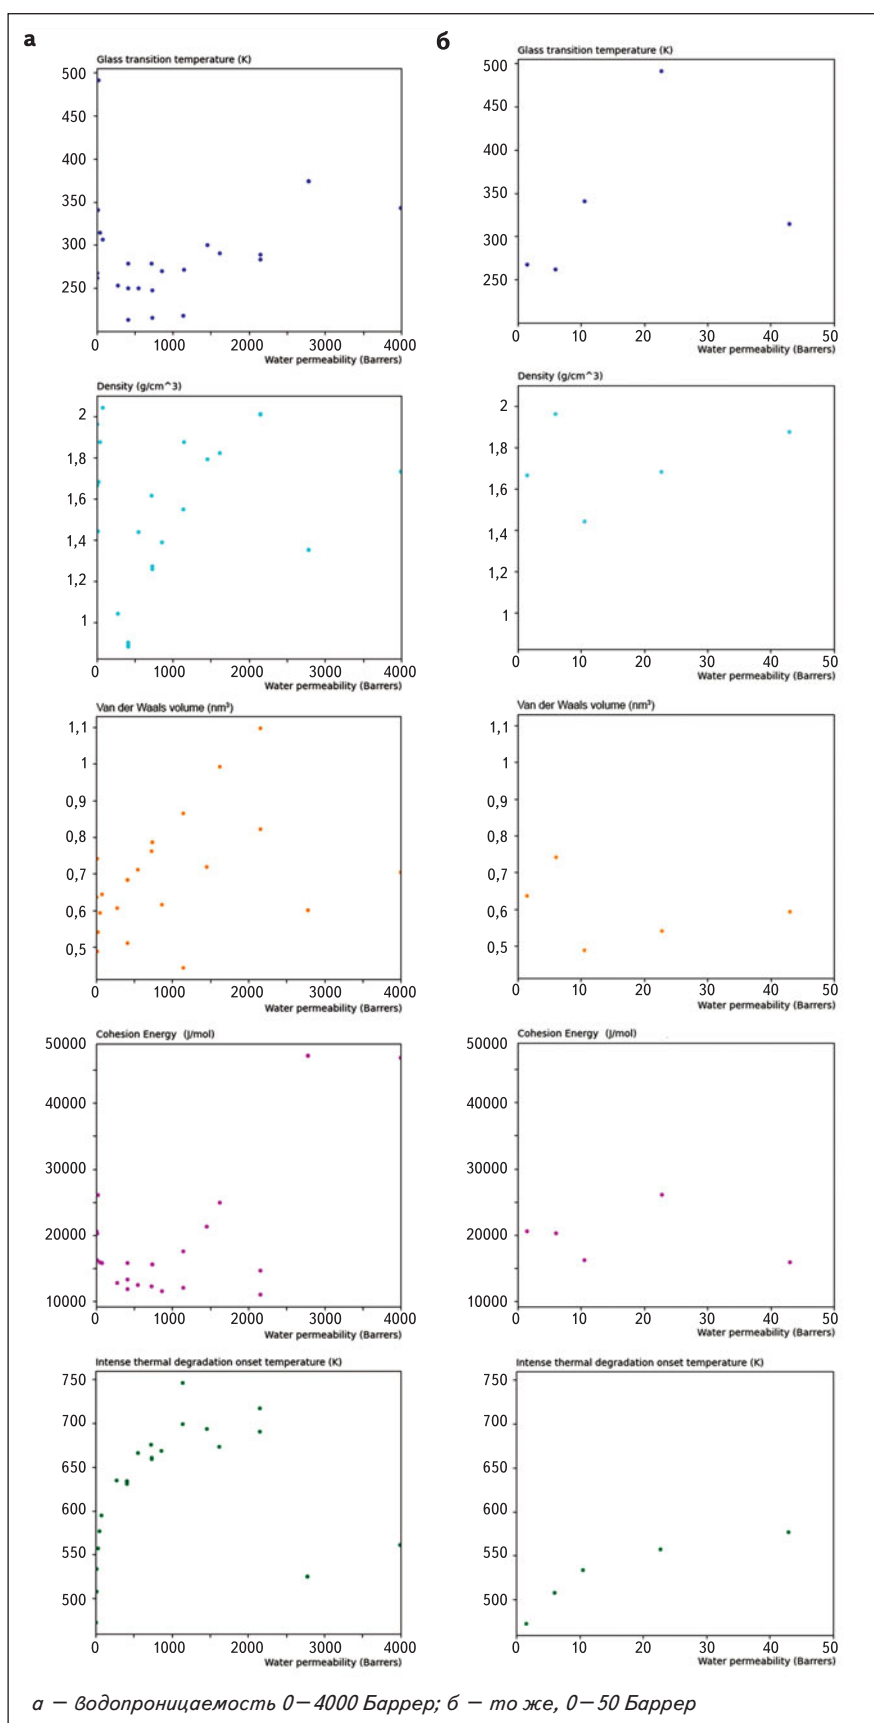 а
Glass transition temperature (K)
500
450
400
350
300
250
0 1000 2000 3000 4000
Water permeability (Barrers)
Density (g/cm^3)
2
1,8
1,6
1,4
1,2
1
0 1000 2000 3000 4000
Water permeability (Barrers)
Van der Waals volume (nm³)
1,1
1
0,9
0,8
0,7
0,6
0,5
0 1000 2000 3000 4000
Water permeability (Barrers)
Cohesion Energy (J/mol)
50000
40000
30000
20000
10000
0 1000 2000 3000 4000
Water permeability (Barrers)
Intense thermal degradation onset temperature (K)
750
700
650
600
550
500
0 1000 2000 3000 4000
Water permeability (Barrers)
б
Glass transition temperature (K)
500
450
400
350
300
250
0 10 20 30 40 50
Water permeability (Barrers)
Density (g/cm^3)
2
1,8
1,6
1,4
1,2
1
0 10 20 30 40 50
Water permeability (Barrers)
Van der Waals volume (nm³)
1,1
1
0,9
0,8
0,7
0,6
0,5
0 10 20 30 40 50
Water permeability (Barrers)
Cohesion Energy (J/mol)
50000
40000
30000
20000
10000
0 10 20 30 40 50
Water permeability (Barrers)
Intense thermal degradation onset temperature (K)
750
700
650
600
550
500
0 10 20 30 40 50
Water permeability (Barrers)
а — водопроницаемость 0—4000 Баррер; б — то же, 0—50 Баррер